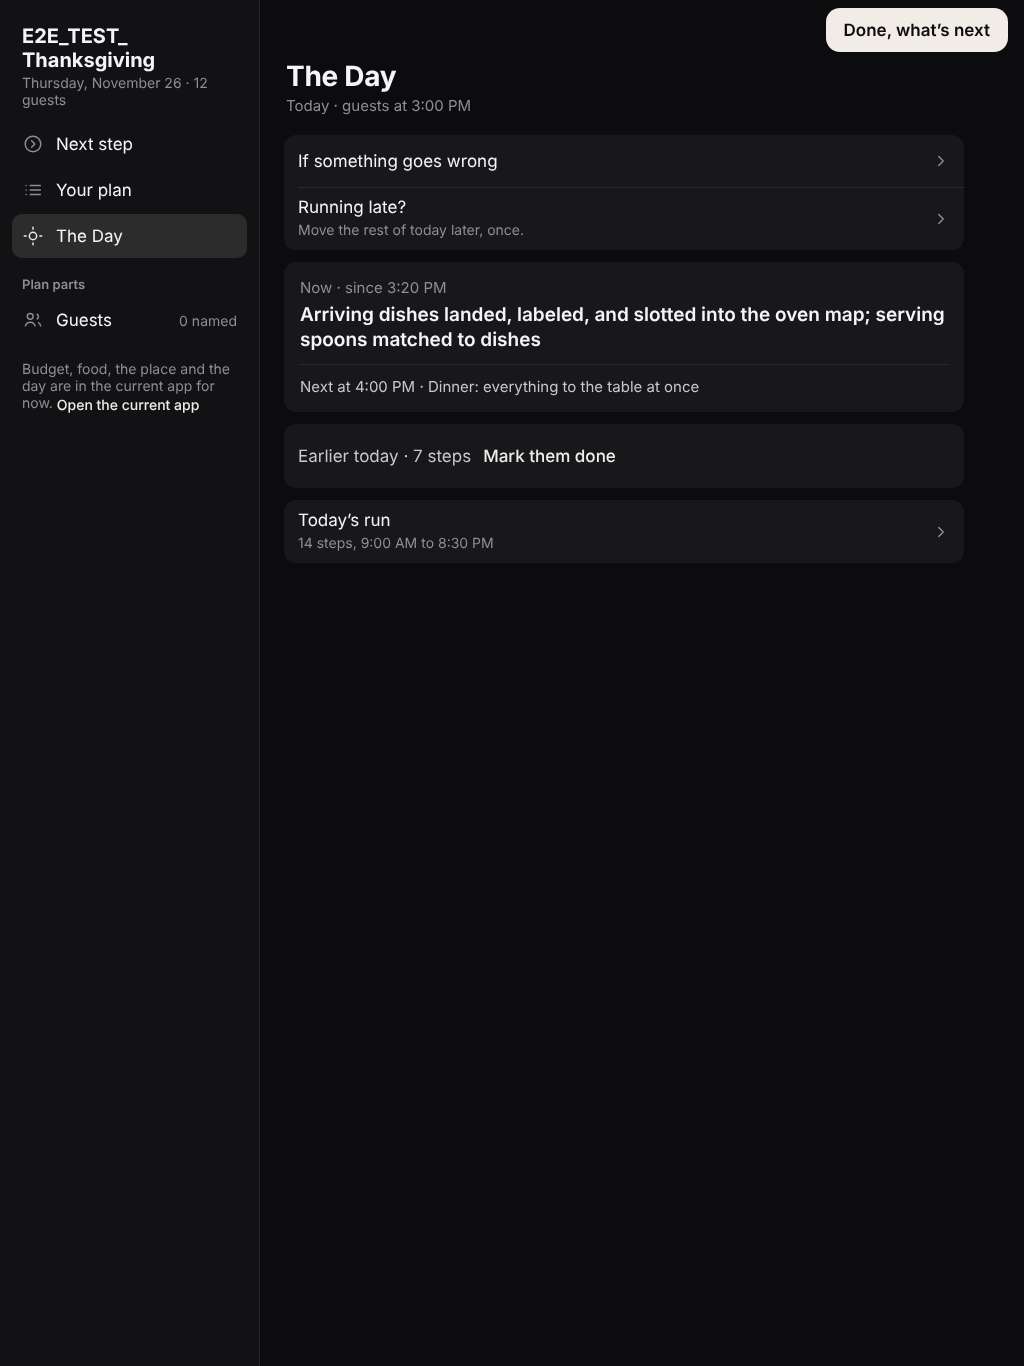 E2E_TEST_
Thanksgiving
Thursday, November 26 · 12
guests
Next step
Your plan
The Day
Plan parts
Guests 0 named
Budget, food, the place and the
day are in the current app for
now. Open the current app
Done, what’s next
The Day
Today · guests at 3:00 PM
If something goes wrong
Running late?
Move the rest of today later, once.
Now · since 3:20 PM
Arriving dishes landed, labeled, and slotted into the oven map; serving
spoons matched to dishes
Next at 4:00 PM · Dinner: everything to the table at once
Earlier today · 7 steps Mark them done
Today’s run
14 steps, 9:00 AM to 8:30 PM